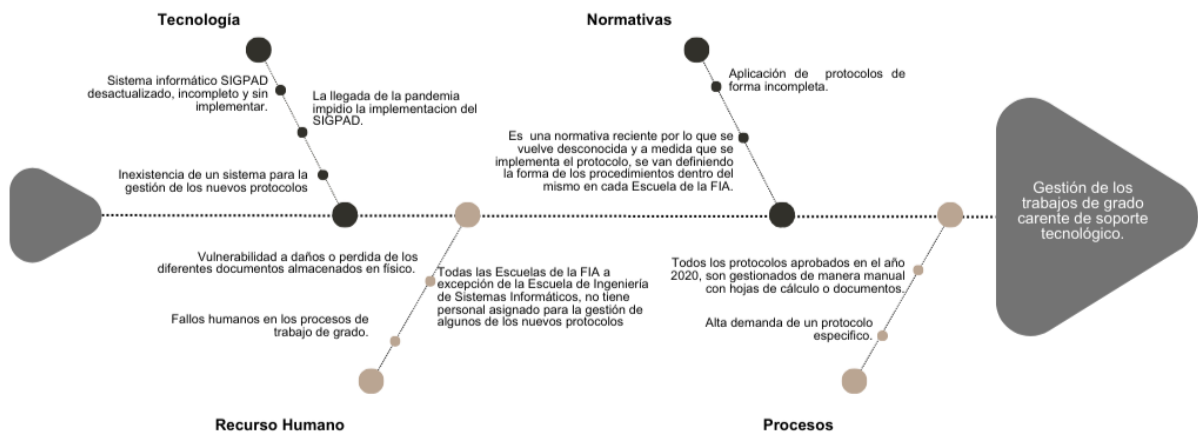 Tecnología
Sistema informático SIGPAD
desactualizado, incompleto y sin
implementar.
La llegada de la pandemia
impidio la implementacion del
SIGPAD.
Inexistencia de un sistema para la
gestión de los nuevos protocolos
Normativas
Aplicación de protocolos de
forma incompleta.
Es una normativa reciente por lo que se
vuelve desconocida y a medida que se
implementa el protocolo, se van definiendo
la forma de los procedimientos dentro del
mismo en cada Escuela de la FIA.
Gestión de los
trabajos de grado
carente de soporte
tecnológico.
Vulnerabilidad a daños o perdida de los
diferentes documentos almacenados en físico.
Todas las Escuelas de la FIA a
excepción de la Escuela de Ingeniería
de Sistemas Informáticos, no tiene
personal asignado para la gestión de
algunos de los nuevos protocolos
Fallos humanos en los procesos de
trabajo de grado.
Recurso Humano
Todos los protocolos aprobados en el año
2020, son gestionados de manera manual
con hojas de cálculo o documentos.
Alta demanda de un protocolo
especifico.
Procesos